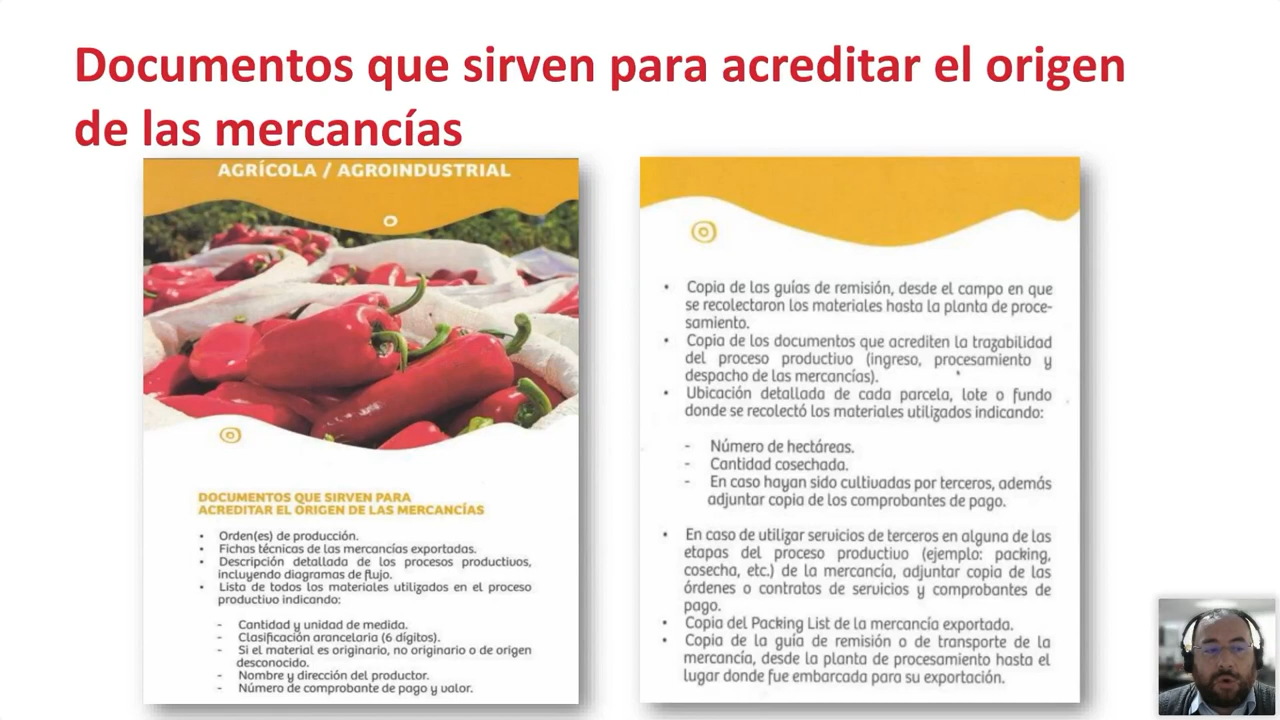 Documentos que sirven para acreditar el origen
de las mercancías
AGRÍCOLA / AGROINDUSTRIAL
DOCUMENTOS QUE SIRVEN PARA
ACREDITAR EL ORIGEN DE LAS MERCANCÍAS
• Orden(es) de producción.
• Fichas técnicas de las mercancías exportadas.
• Descripción detallada de los procesos productivos,
incluyendo diagramas de flujo.
• Lista de todos los materiales utilizados en el proceso
productivo indicando:
- Cantidad y unidad de medida.
- Clasificación arancelaria (6 dígitos).
- Si el material es originario, no originario o de origen
desconocido.
- Nombre y dirección del productor.
- Número de comprobante de pago y valor.
• Copia de las guías de remisión, desde el campo en que
se recolectaron los materiales hasta la planta de proce-
samiento.
• Copia de los documentos que acrediten la trazabilidad
del proceso productivo (ingreso, procesamiento y
despacho de las mercancías).
• Ubicación detallada de cada parcela, lote o fundo
donde se recolectó los materiales utilizados indicando:
- Número de hectáreas.
- Cantidad cosechada.
- En caso hayan sido cultivadas por terceros, además
adjuntar copia de los comprobantes de pago.
• En caso de utilizar servicios de terceros en alguna de las
etapas del proceso productivo (ejemplo: packing,
cosecha, etc.) de la mercancía, adjuntar copia de las
órdenes o contratos de servicios y comprobantes de
pago.
• Copia del Packing List de la mercancía exportada.
• Copia de la guía de remisión o de transporte de la
mercancía, desde la planta de procesamiento hasta el
lugar donde fue embarcada para su exportación.